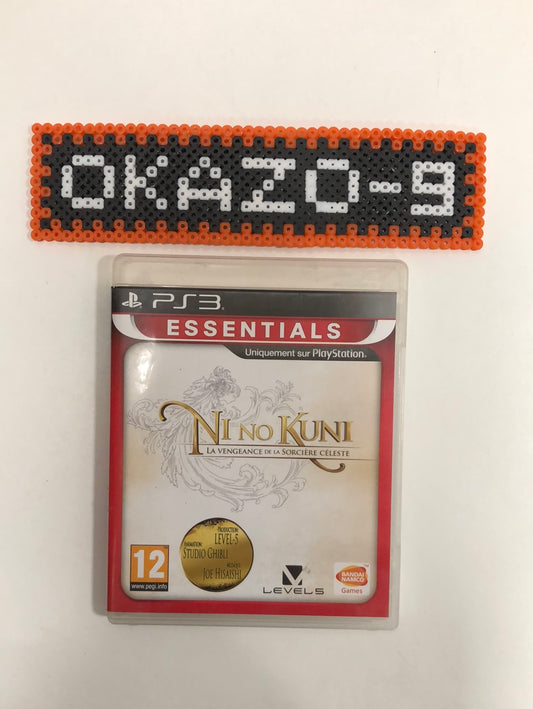 OKAZO-9
PS3
ESSENTIALS
Uniquement sur PlayStation®
NI NO KUNI
LA VENGEANCE DE LA SORCIÈRE CÉLESTE
PRODUCTION
LEVEL-5
ANIMATION
STUDIO GHIBLI
MUSIQUE
JOE HISAISHI
12
www.pegi.info
LEVEL5
BANDAI
NAMCO
Games